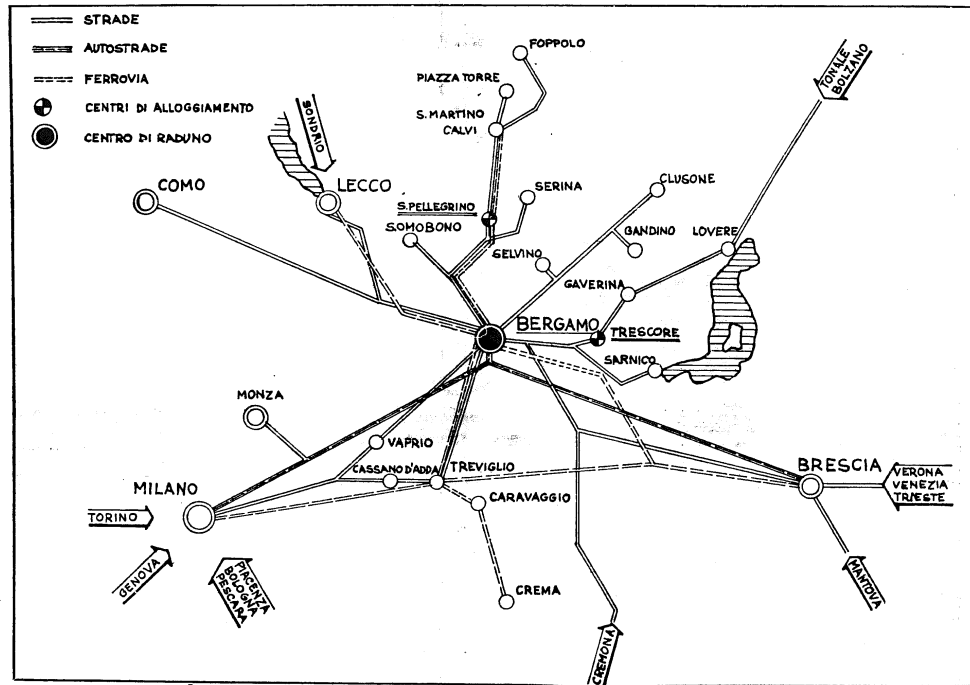 STRADE
AUTOSTRADE
FERROVIA
CENTRI DI ALLOGGIAMENTO
CENTRO DI RADUNO
SONDRIO
FOPPOLO
PIAZZA TORRE
S. MARTINO
CALVI
TONALE
BOLZANO
COMO
LECCO
S. PELLEGRINO
SERINA
CLUSONE
S.OMOBONO
GANDINO
LOVERE
SELVINO
GAVERINA
BERGAMO
TRESCORE
SARNICO
MONZA
VAPRIO
CASSANO D'ADDA
TREVIGLIO
BRESCIA
MILANO
CARAVAGGIO
VERONA
VENEZIA
TRIESTE
TORINO
GENOVA
PIACENZA
BOLOGNA
PESCARA
CREMA
MANTOVA
CREMONA